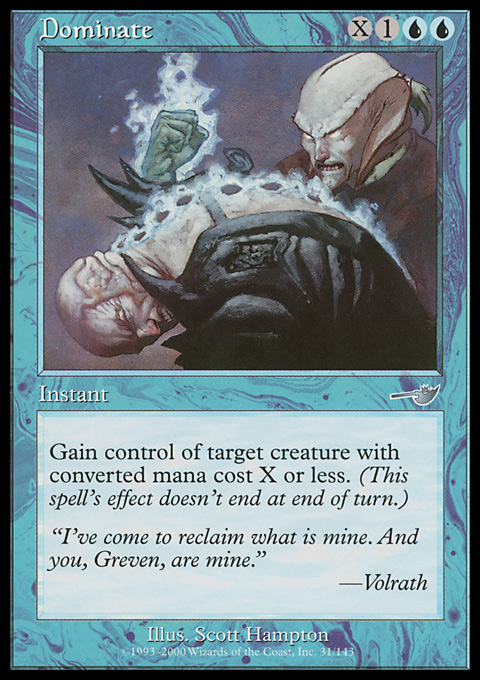 Dominate X 1
Instant
Gain control of target creature with
converted mana cost X or less. (This
spell's effect doesn't end at end of turn.)
“I've come to reclaim what is mine. And
you, Greven, are mine.”
—Volrath
Illus. Scott Hampton
©1993-2000 Wizards of the Coast, Inc. 31/143